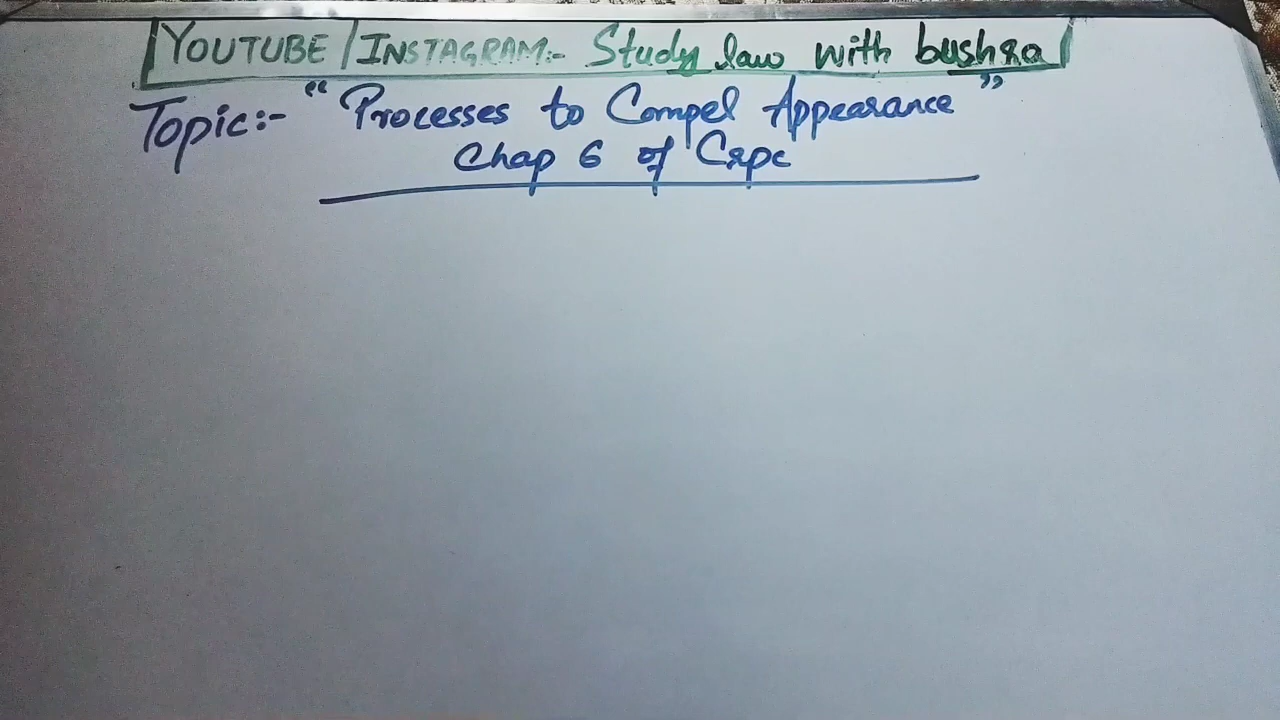 YOUTUBE/INSTAGRAM:- Study law with bushra
Topic:- "Processes to Compel Appearance"
Chap 6 of Crpc